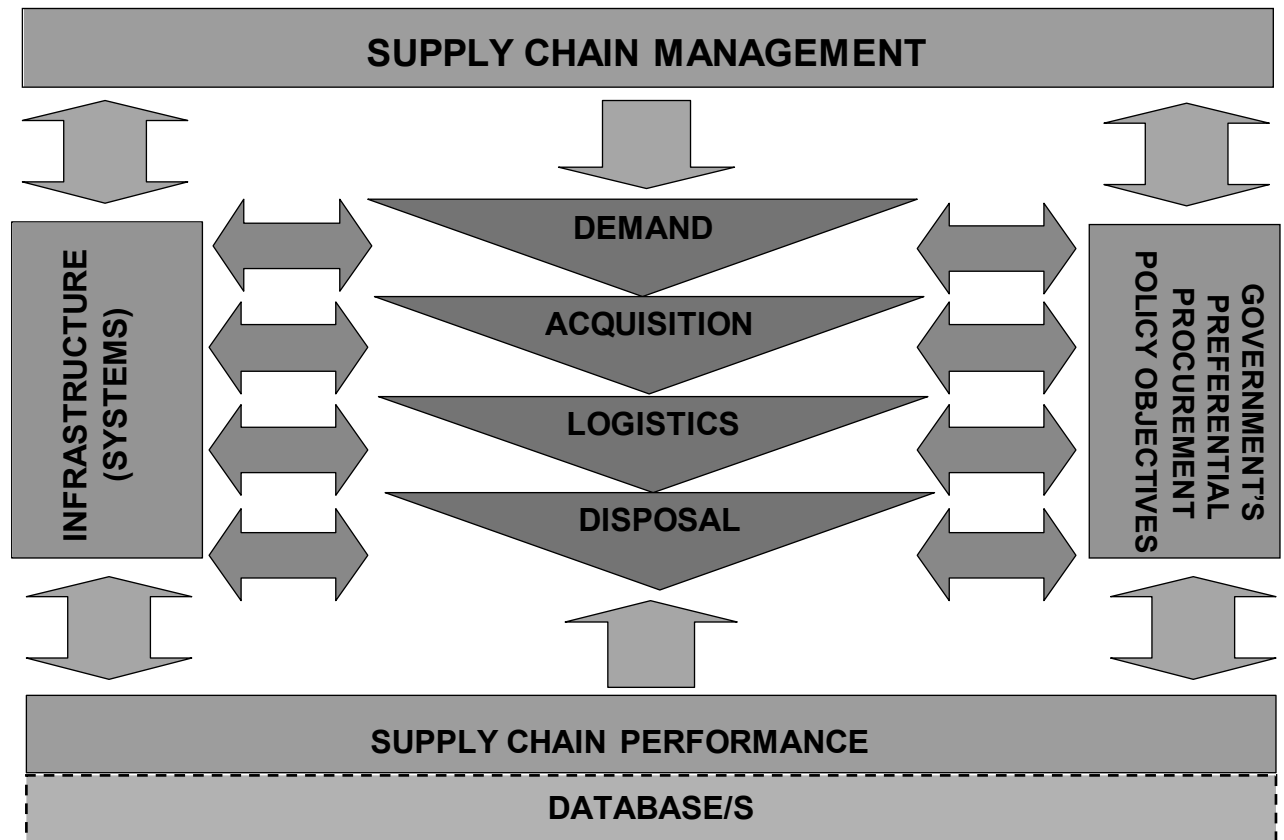 SUPPLY CHAIN MANAGEMENT
DEMAND
ACQUISITION
LOGISTICS
DISPOSAL
INFRASTRUCTURE
(SYSTEMS)
GOVERNMENT'S
PREFERENTIAL
PROCUREMENT
POLICY OBJECTIVES
SUPPLY CHAIN PERFORMANCE
DATABASE/S